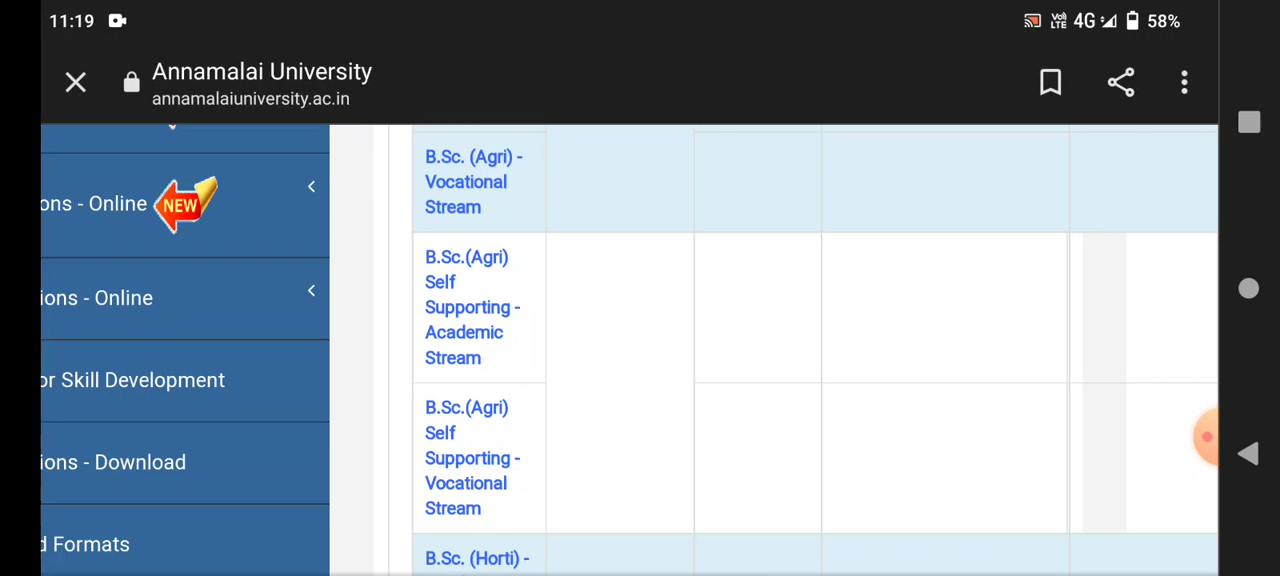 11:19
Vol) LTE 4G 58%
Annamalai University
annamalaiuniversity.ac.in
ons - Online NEW
ions - Online
or Skill Development
ions - Download
d Formats
B.Sc. (Agri) -
Vocational
Stream
B.Sc.(Agri)
Self
Supporting -
Academic
Stream
B.Sc.(Agri)
Self
Supporting -
Vocational
Stream
B.Sc. (Horti) -